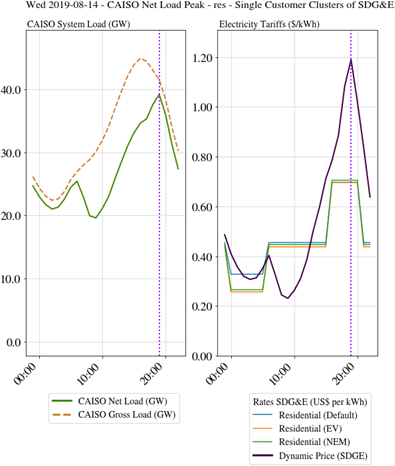 Wed 2019-08-14 - CAISO Net Load Peak - res - Single Customer Clusters of SDG&E
CAISO System Load (GW)
40.0
30.0
20.0
10.0
0.0
00:00
10:00
20:00
CAISO Net Load (GW)
CAISO Gross Load (GW)
Electricity Tariffs ($/kWh)
1.20
1.00
0.80
0.60
0.40
0.20
0.00
00:00
10:00
20:00
Rates SDG&E (US$ per kWh)
Residential (Default)
Residential (EV)
Residential (NEM)
Dynamic Price (SDGE)